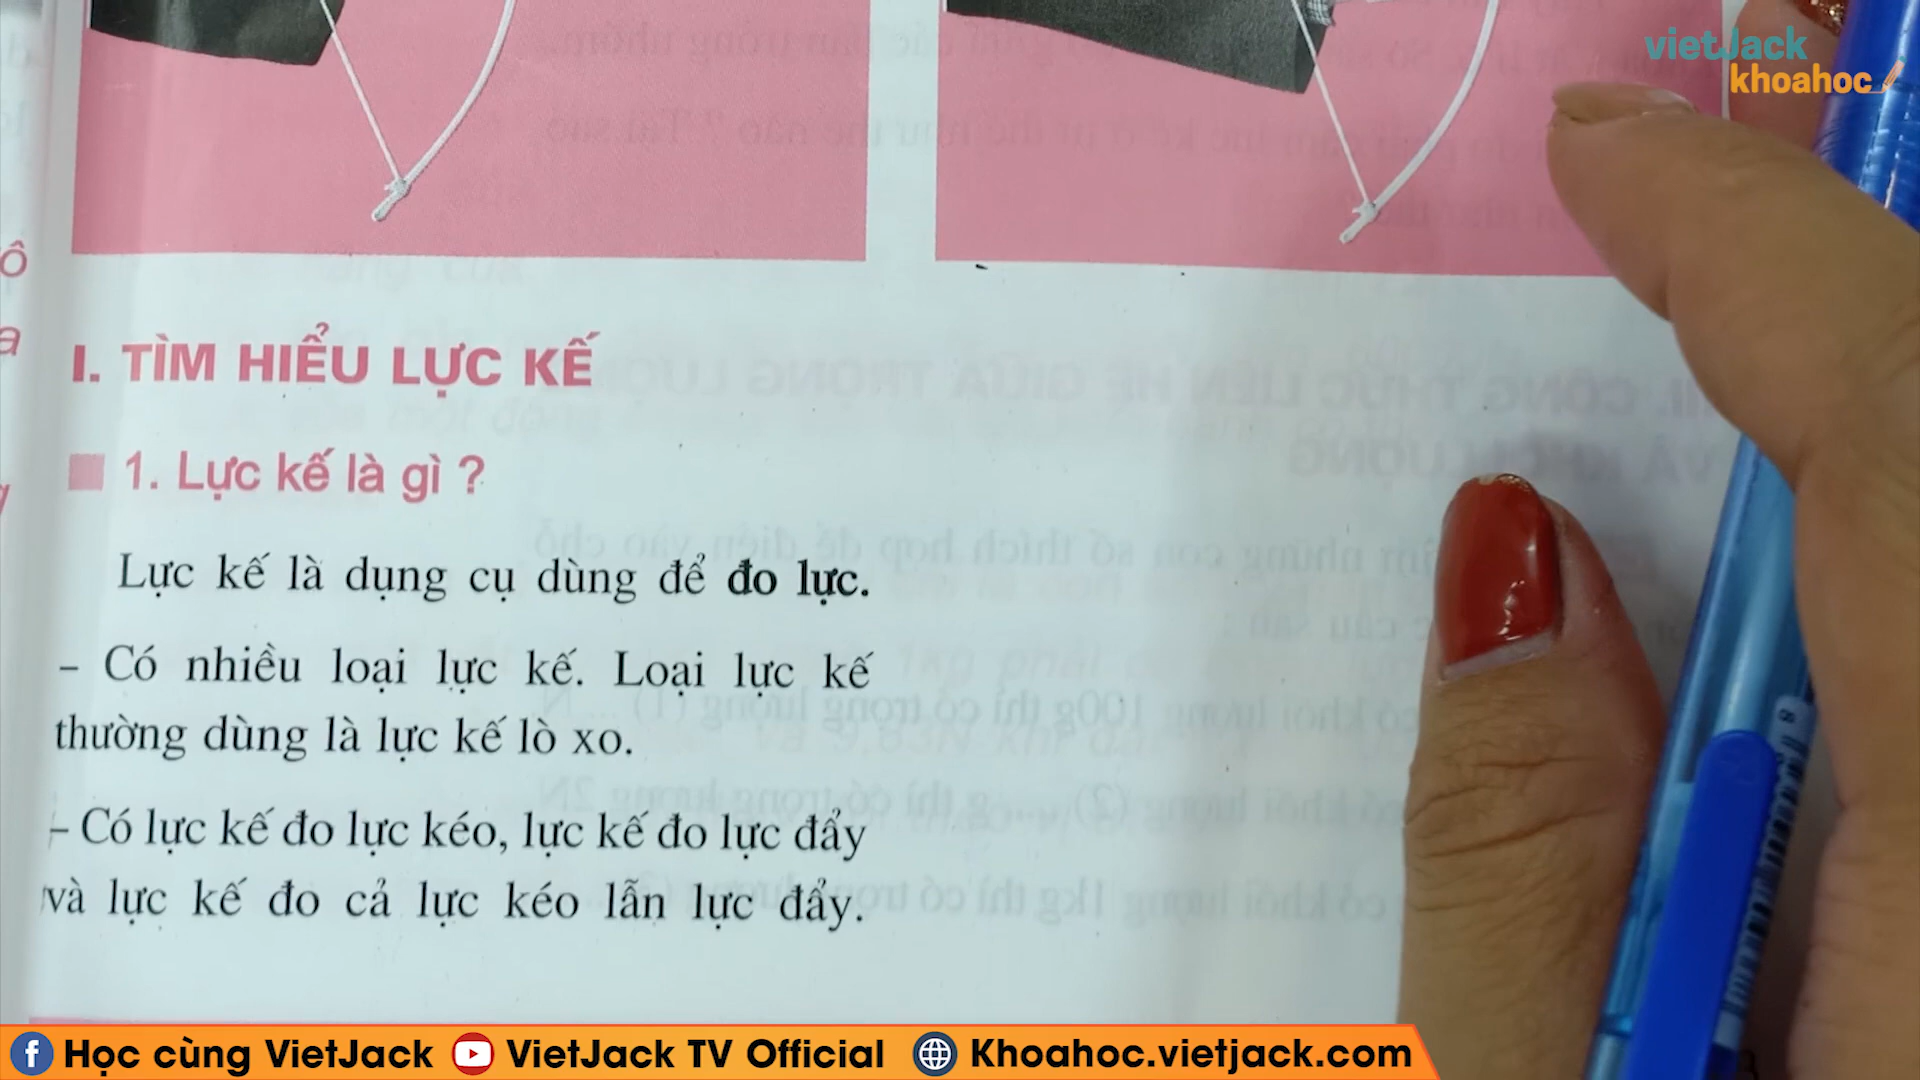 vietJack
khoahoc
I. TÌM HIỂU LỰC KẾ
1. Lực kế là gì ?
Lực kế là dụng cụ dùng để đo lực.
– Có nhiều loại lực kế. Loại lực kế
thường dùng là lực kế lò xo.
– Có lực kế đo lực kéo, lực kế đo lực đẩy
và lực kế đo cả lực kéo lẫn lực đẩy.
Học cùng VietJack VietJack TV Official Khoahoc.vietjack.com